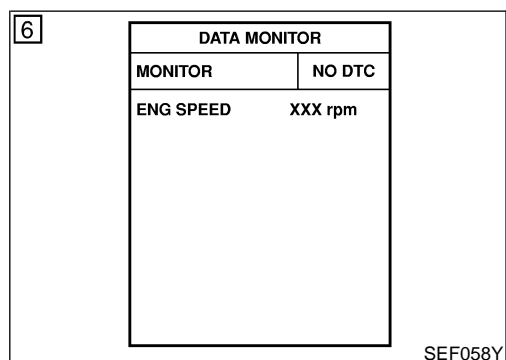 6
DATA MONITOR
MONITOR NO DTC
ENG SPEED XXX rpm
SEF058Y